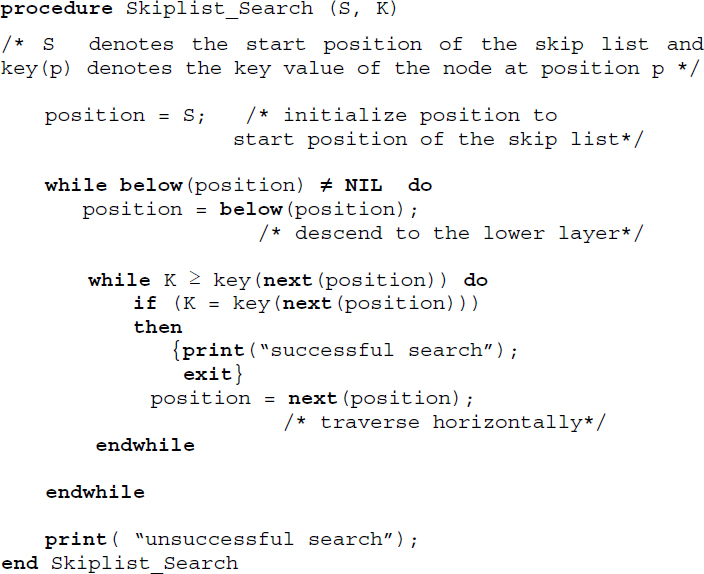 procedure Skiplist_Search (S, K)
/* S denotes the start position of the skip list and
key(p) denotes the key value of the node at position p */
position = S; /* initialize position to
start position of the skip list*/
while below(position) ≠ NIL do
position = below(position);
/* descend to the lower layer*/
while K ≥ key(next(position)) do
if (K = key(next(position)))
then
{print(“successful search”);
exit}
position = next(position);
/* traverse horizontally*/
endwhile
endwhile
print( “unsuccessful search”);
end Skiplist_Search